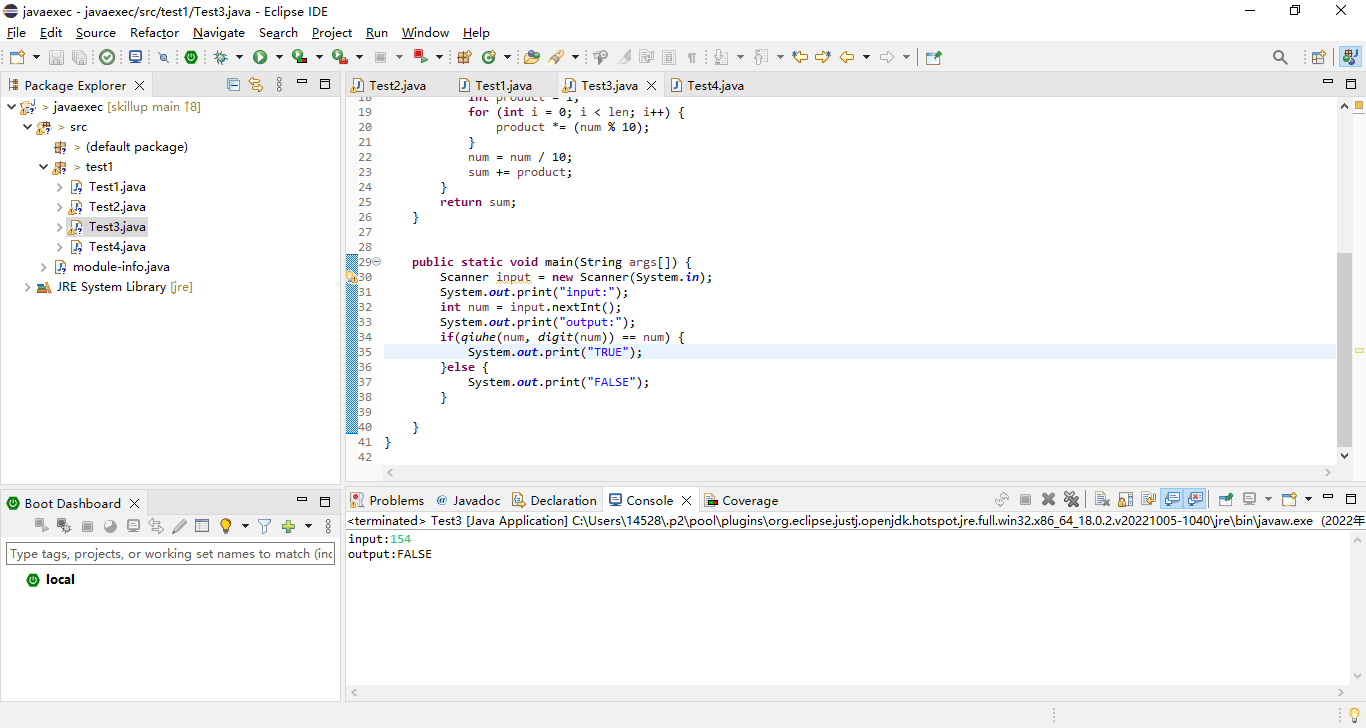 javaexec - javaexec/src/test1/Test3.java - Eclipse IDE
File Edit Source Refactor Navigate Search Project Run Window Help
Package Explorer
javaexec [skillup main ↑8]
> src
> (default package)
> test1
Test1.java
Test2.java
Test3.java
Test4.java
module-info.java
JRE System Library [jre]
Boot Dashboard
Type tags, projects, or working set names to match (inc
local
Test2.java Test1.java Test3.java Test4.java
18 int product = 1;
19 for (int i = 0; i < len; i++) {
20 product *= (num % 10);
21 }
22 num = num / 10;
23 sum += product;
24 }
25 return sum;
26 }
27
28
29 public static void main(String args[]) {
30 Scanner input = new Scanner(System.in);
31 System.out.print("input:");
32 int num = input.nextInt();
33 System.out.print("output:");
34 if(qiuhe(num, digit(num)) == num) {
35 System.out.print("TRUE");
36 }else {
37 System.out.print("FALSE");
38 }
39
40 }
41 }
42
Problems @ Javadoc Declaration Console Coverage
<terminated> Test3 [Java Application] C:\Users\14528\.p2\pool\plugins\org.eclipse.justj.openjdk.hotspot.jre.full.win32.x86_64_18.0.2.v20221005-1040\jre\bin\javaw.exe (2022年
input:154
output:FALSE